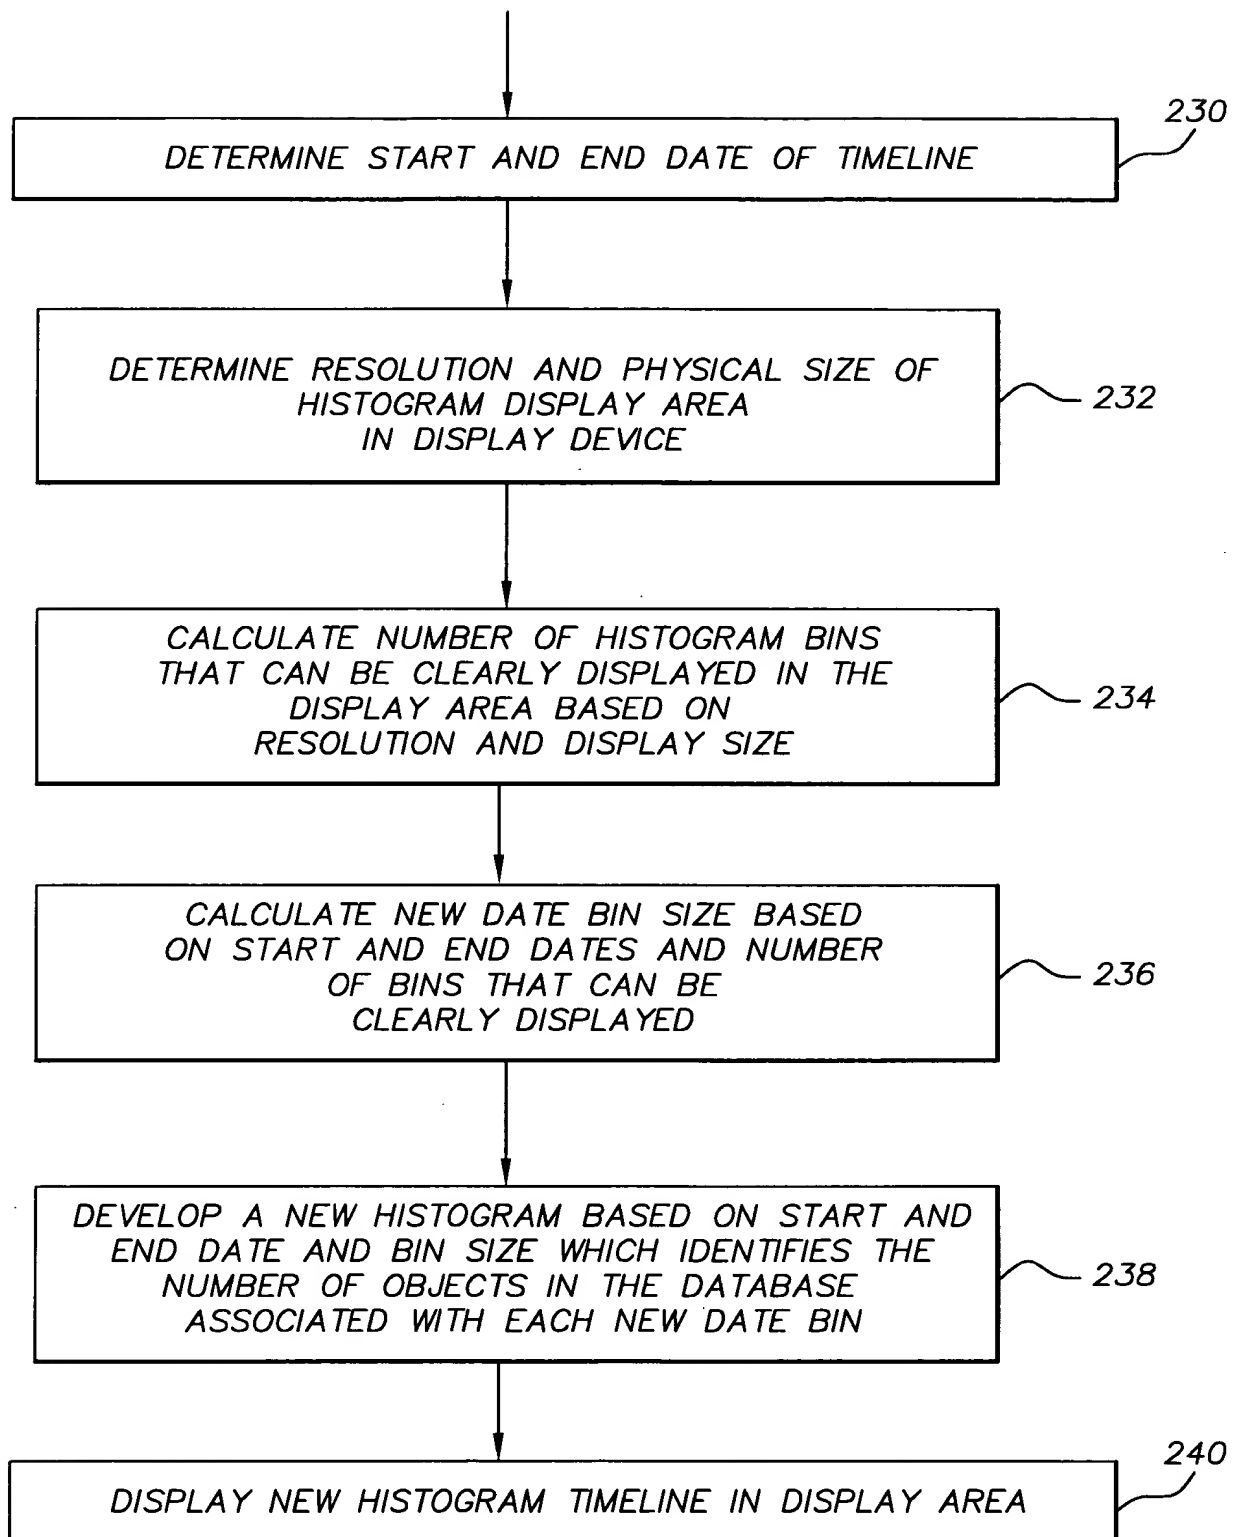 230
DETERMINE START AND END DATE OF TIMELINE
DETERMINE RESOLUTION AND PHYSICAL SIZE OF
HISTOGRAM DISPLAY AREA
IN DISPLAY DEVICE
232
CALCULATE NUMBER OF HISTOGRAM BINS
THAT CAN BE CLEARLY DISPLAYED IN THE
DISPLAY AREA BASED ON
RESOLUTION AND DISPLAY SIZE
234
CALCULATE NEW DATE BIN SIZE BASED
ON START AND END DATES AND NUMBER
OF BINS THAT CAN BE
CLEARLY DISPLAYED
236
DEVELOP A NEW HISTOGRAM BASED ON START AND
END DATE AND BIN SIZE WHICH IDENTIFIES THE
NUMBER OF OBJECTS IN THE DATABASE
ASSOCIATED WITH EACH NEW DATE BIN
238
240
DISPLAY NEW HISTOGRAM TIMELINE IN DISPLAY AREA